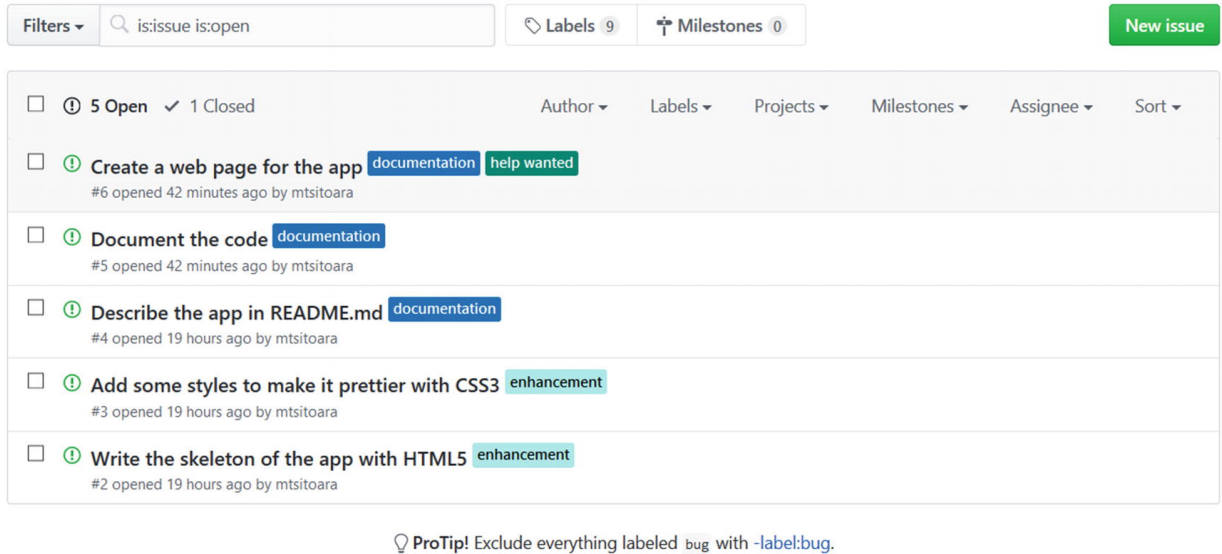 Filters is:issue is:open Labels 9 Milestones 0 New issue
5 Open 1 Closed Author Labels Projects Milestones Assignee Sort
Create a web page for the app documentation help wanted
#6 opened 42 minutes ago by mtsitoara
Document the code documentation
#5 opened 42 minutes ago by mtsitoara
Describe the app in README.md documentation
#4 opened 19 hours ago by mtsitoara
Add some styles to make it prettier with CSS3 enhancement
#3 opened 19 hours ago by mtsitoara
Write the skeleton of the app with HTML5 enhancement
#2 opened 19 hours ago by mtsitoara
ProTip! Exclude everything labeled bug with -label:bug.